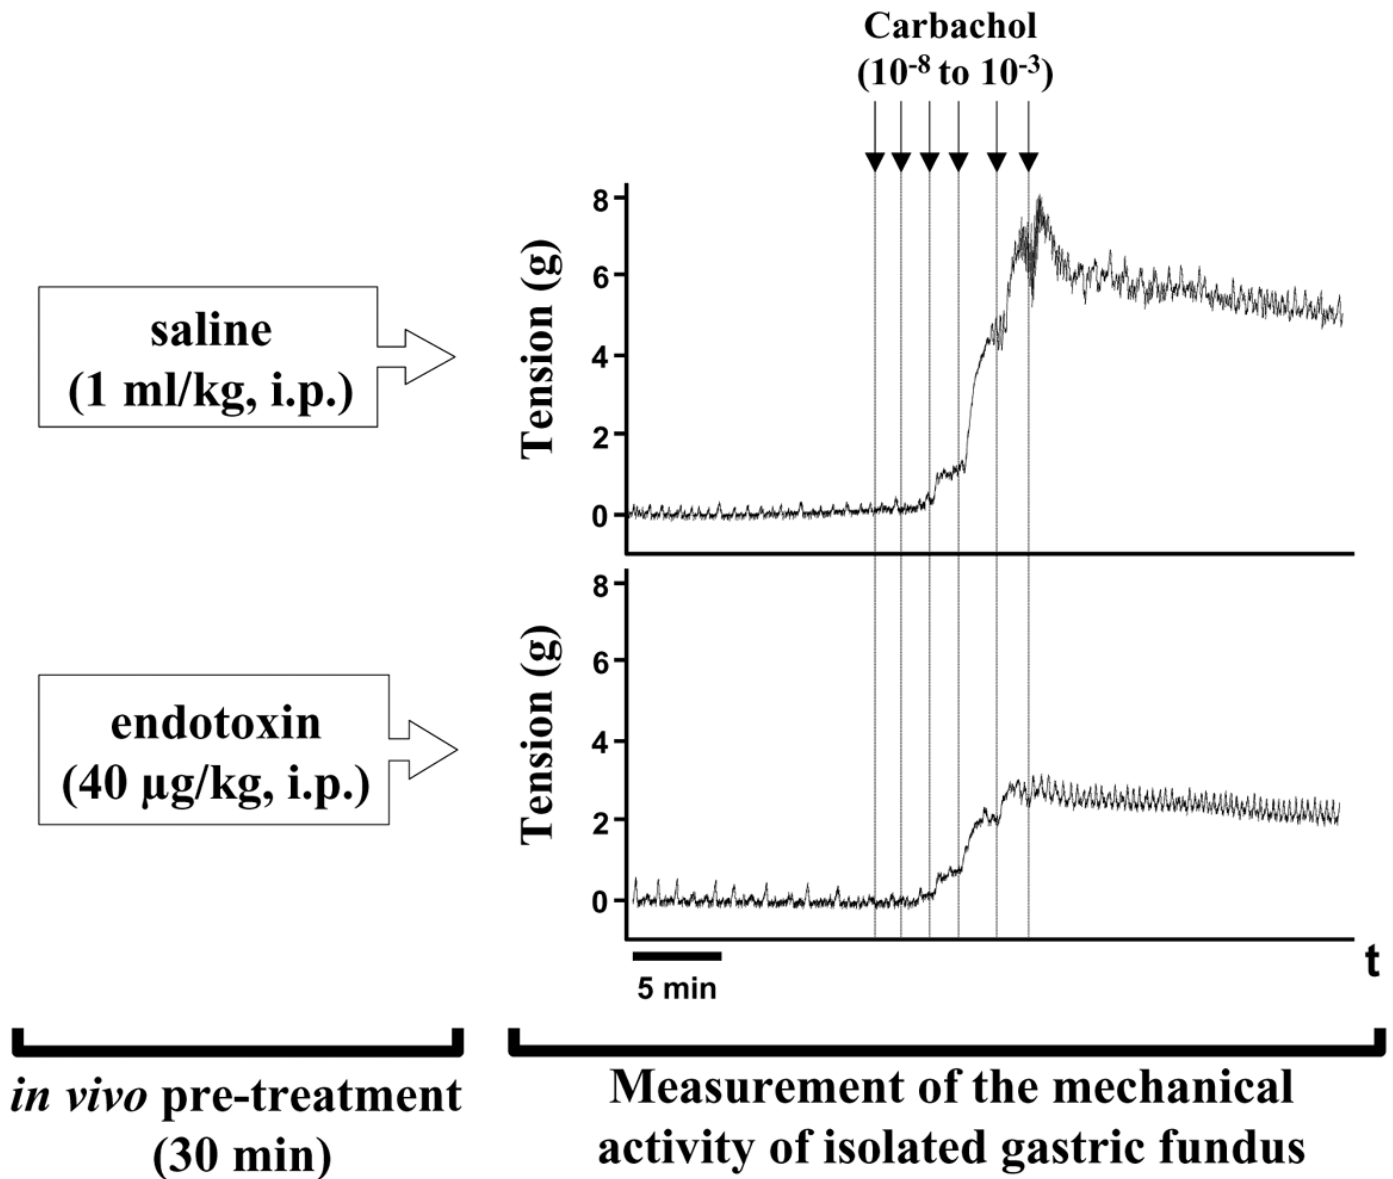 Carbachol
(10⁻⁸ to 10⁻³)
saline
(1 ml/kg, i.p.)
Tension (g)
8
6
4
2
0
endotoxin
(40 µg/kg, i.p.)
Tension (g)
8
6
4
2
0
5 min
t
in vivo pre-treatment
(30 min)
Measurement of the mechanical
activity of isolated gastric fundus